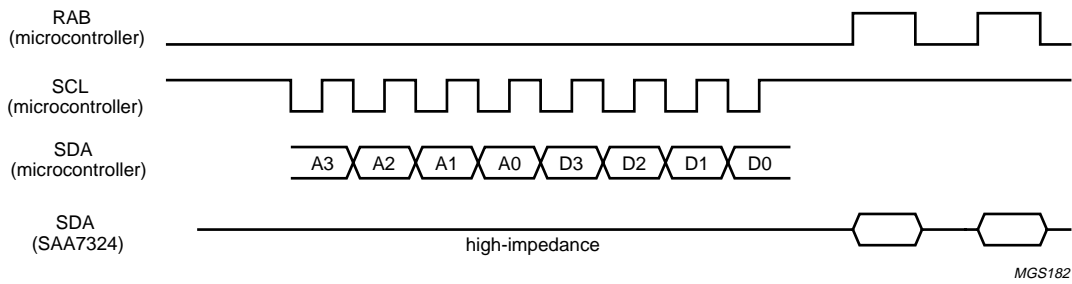 RAB
(microcontroller)
SCL
(microcontroller)
SDA
(microcontroller)
A3 A2 A1 A0 D3 D2 D1 D0
SDA
(SAA7324)
high-impedance
MGS182